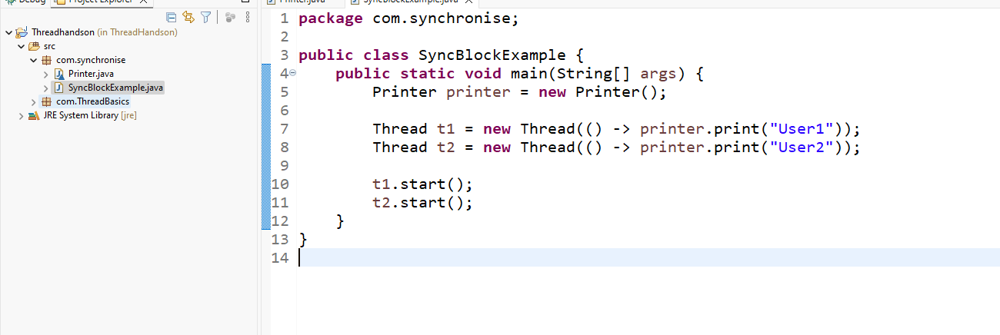 Debug Project Explorer
Threadhandson (in ThreadHandson)
src
com.synchronise
Printer.java
SyncBlockExample.java
com.ThreadBasics
JRE System Library [jre]
Printer.java SyncBlockExample.java
1 package com.synchronise;
2
3 public class SyncBlockExample {
4 public static void main(String[] args) {
5 Printer printer = new Printer();
6
7 Thread t1 = new Thread(() -> printer.print("User1"));
8 Thread t2 = new Thread(() -> printer.print("User2"));
9
10 t1.start();
11 t2.start();
12 }
13 }
14